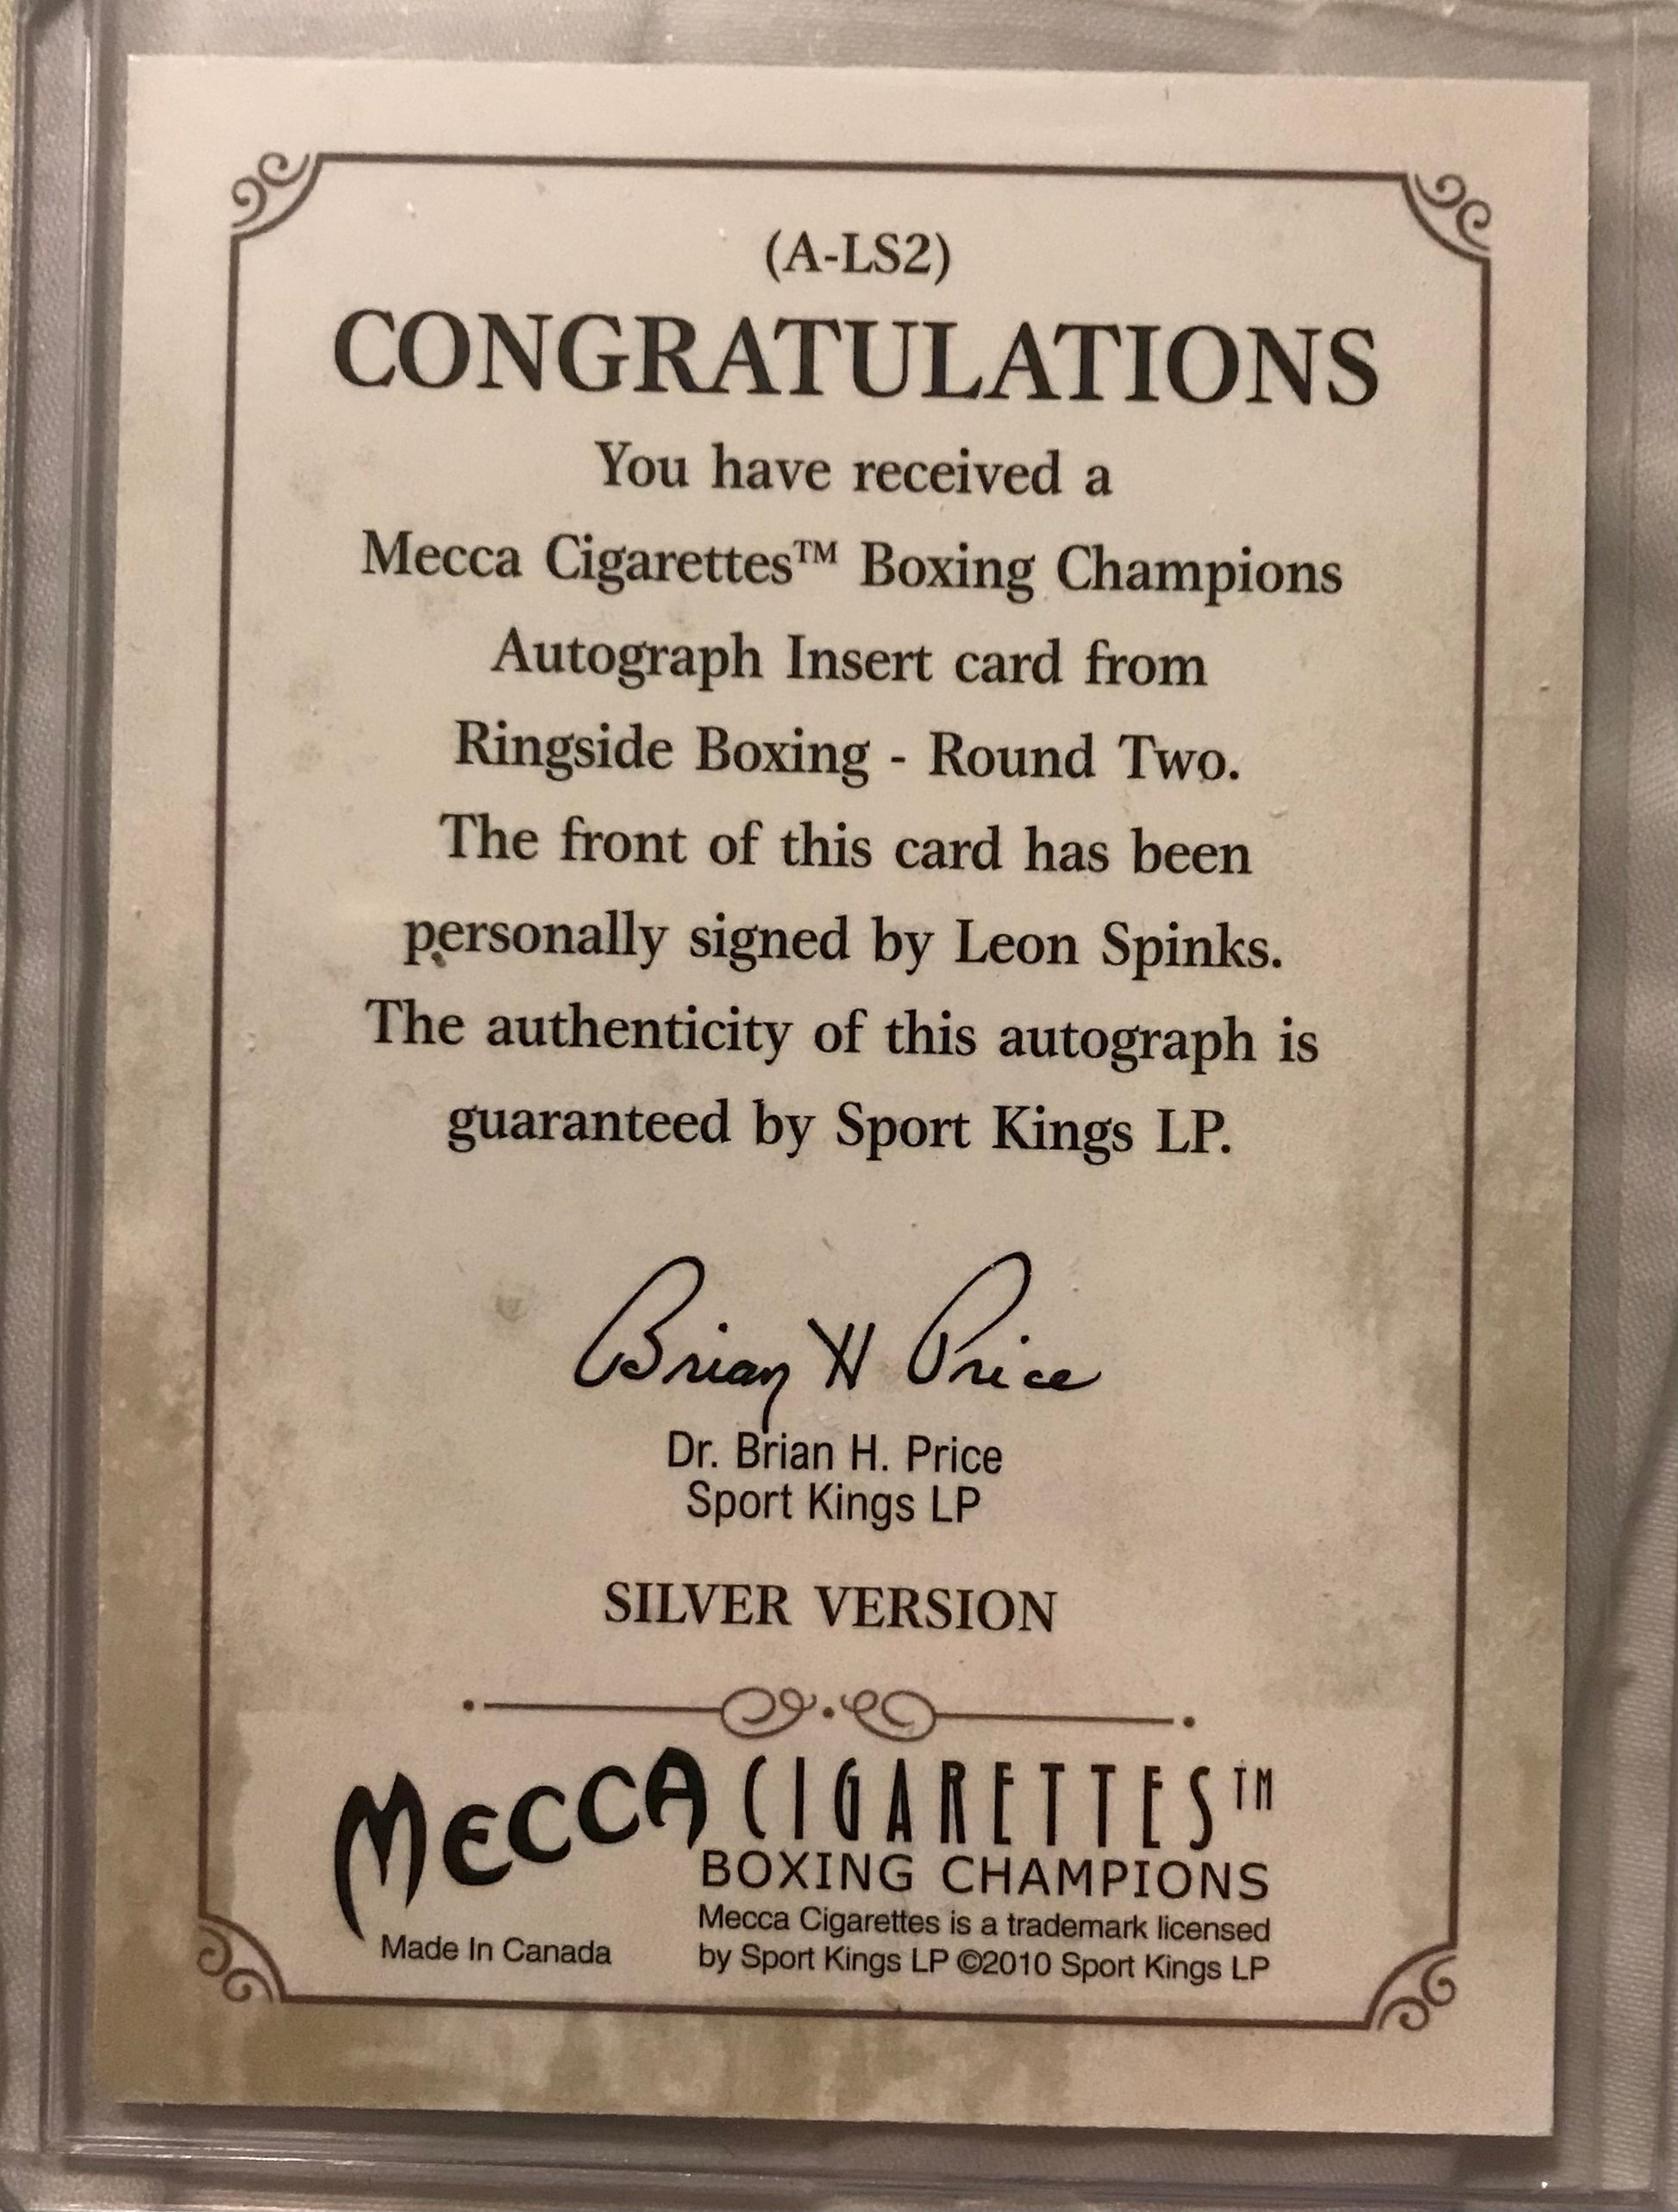 (A-LS2)
CONGRATULATIONS
You have received a
Mecca Cigarettes™ Boxing Champions
Autograph Insert card from
Ringside Boxing - Round Two.
The front of this card has been
personally signed by Leon Spinks.
The authenticity of this autograph is
guaranteed by Sport Kings LP.
Brian H Price
Dr. Brian H. Price
Sport Kings LP
SILVER VERSION
MECCA CIGARETTES™
BOXING CHAMPIONS
Made In Canada
Mecca Cigarettes is a trademark licensed
by Sport Kings LP ©2010 Sport Kings LP